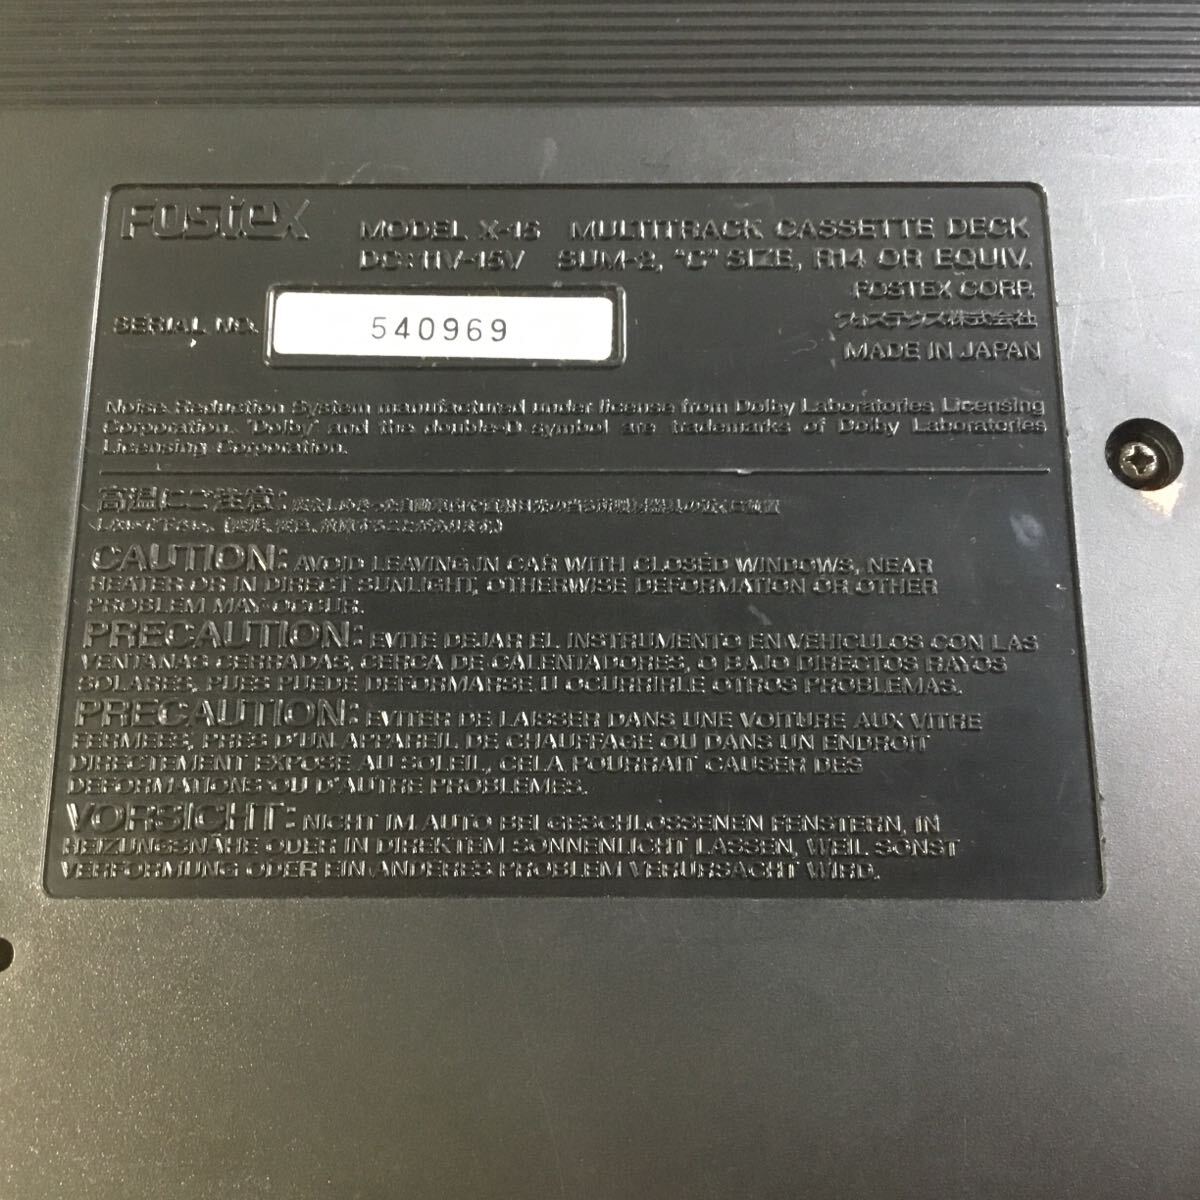 FOSTEX
MODEL X-15 MULTITRACK CASSETTE DECK
DC: 11V-15V SUM-2, "C" SIZE, R14 OR EQUIV.
FOSTEX CORP.
SERIAL NO. 540969
フォステクス株式会社
MADE IN JAPAN
Noise Reduction System manufactured under license from Dolby Laboratories Licensing
Corporation. 'Dolby' and the double-D symbol are trademarks of Dolby Laboratories
Licensing Corporation.
高温にご注意:
しないで下さい。
CAUTION: AVOID LEAVING IN CAR WITH CLOSED WINDOWS, NEAR
HEATER OR IN DIRECT SUNLIGHT, OTHERWISE DEFORMATION OR OTHER
PROBLEM MAY OCCUR.
PRECAUTION: EVITE DEJAR EL INSTRUMENTO EN VEHICULOS CON LAS
VENTANAS CERRADAS, CERCA DE CALENTADORES, O BAJO DIRECTOS RAYOS
SOLARES, PUES PUEDE DEFORMARSE U OCURRIRLE OTROS PROBLEMAS.
PRECAUTION: EVITER DE LAISSER DANS UNE VOITURE AUX VITRE
FERMEES, PRES D'UN APPAREIL DE CHAUFFAGE OU DANS UN ENDROIT
DIRECTEMENT EXPOSE AU SOLEIL, CELA POURRAIT CAUSER DES
DEFORMATIONS OU D'AUTRE PROBLEMES.
VORSICHT: NICHT IM AUTO BEI GESCHLOSSENEN FENSTERN, IN
HEIZUNGSNÄHE ODER IN DIREKTEM SONNENLICHT LASSEN, WEIL SONST
VERFORMUNG ODER EIN ANDERES PROBLEM VERURSACHT WIRD.